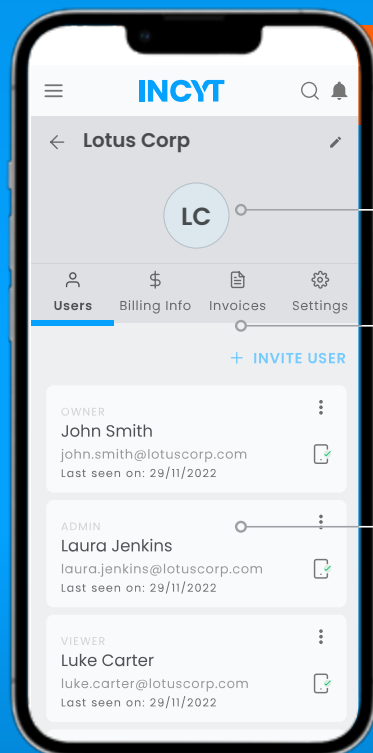 INCYT
Lotus Corp
LC
Users Billing Info Invoices Settings
+ INVITE USER
OWNER
John Smith
john.smith@lotuscorp.com
Last seen on: 29/11/2022
ADMIN
Laura Jenkins
laura.jenkins@lotuscorp.com
Last seen on: 29/11/2022
VIEWER
Luke Carter
luke.carter@lotuscorp.com
Last seen on: 29/11/2022